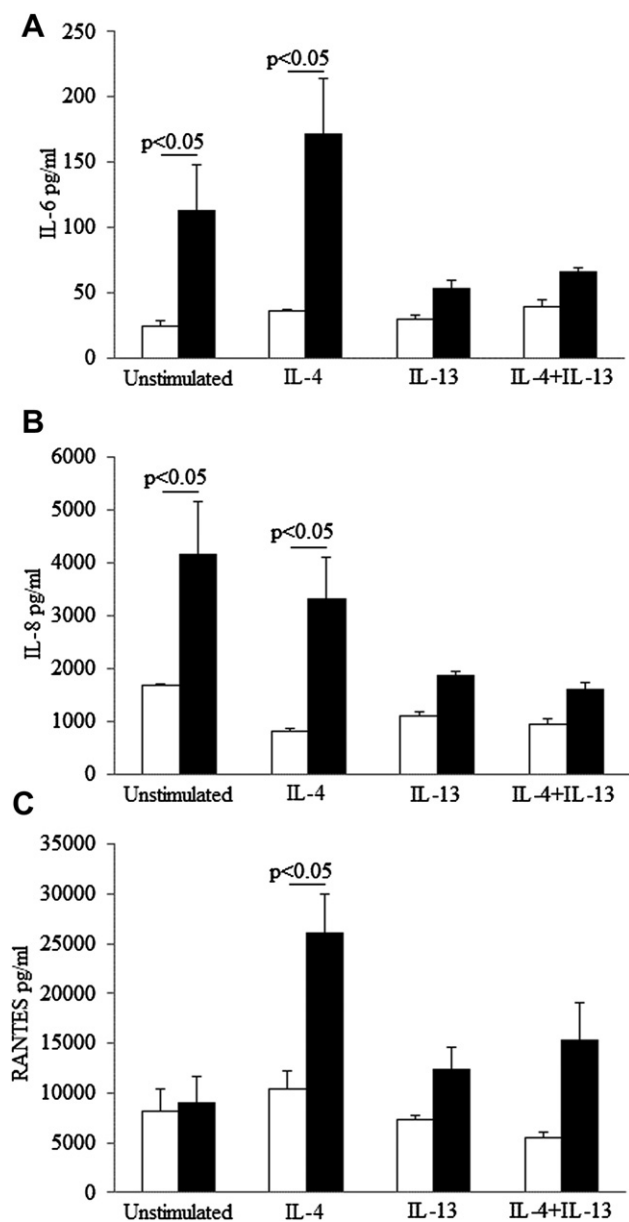 A
IL-6 pg/ml
250
200
150
100
50
0
p<0.05
p<0.05
Unstimulated IL-4 IL-13 IL-4+IL-13
B
IL-8 pg/ml
6000
5000
4000
3000
2000
1000
0
p<0.05
p<0.05
Unstimulated IL-4 IL-13 IL-4+IL-13
C
RANTES pg/ml
35000
30000
25000
20000
15000
10000
5000
0
p<0.05
Unstimulated IL-4 IL-13 IL-4+IL-13